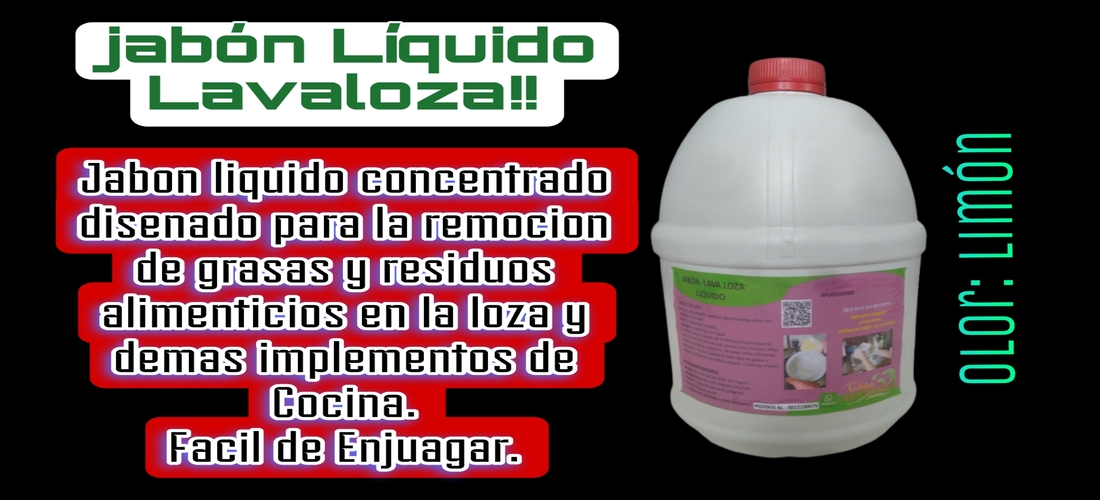 jabón Líquido
Lavaloza!!
Jabon liquido concentrado
disenado para la remocion
de grasas y residuos
alimenticios en la loza y
demas implementos de
Cocina.
Facil de Enjuagar.
JABÓN LAVA LOZA
LIQUIDO
APLICACIONES
OLOR: LIMÓN